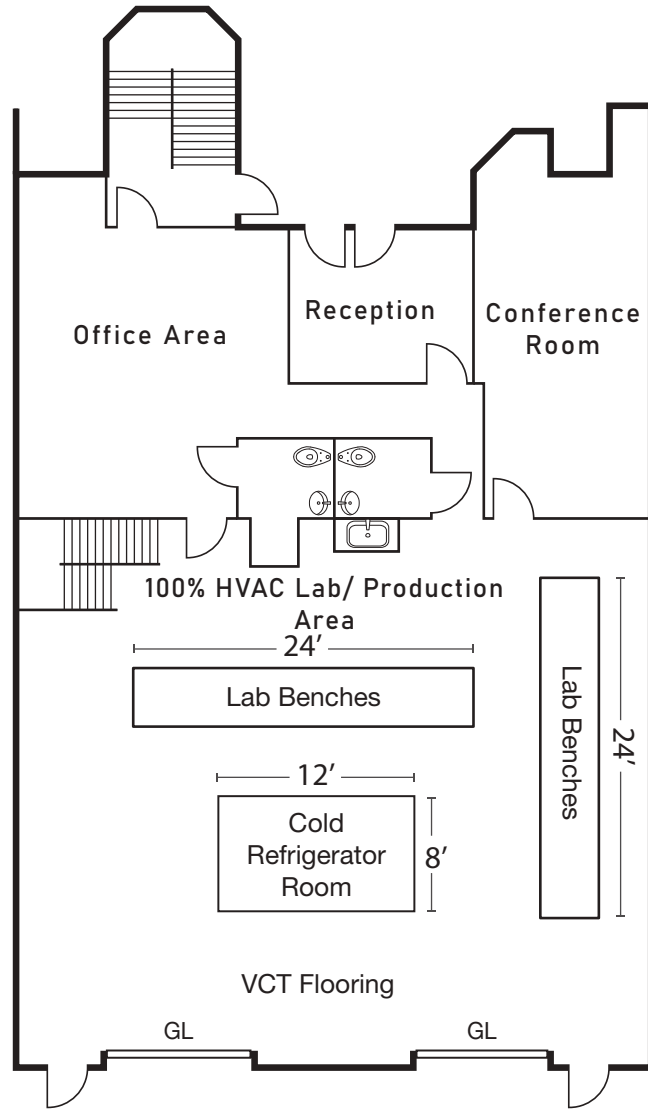 Office Area
Reception
Conference
Room
100% HVAC Lab/ Production
Area
24’
Lab Benches
Lab Benches
24’
12’
Cold
Refrigerator
Room
8’
VCT Flooring
GL
GL